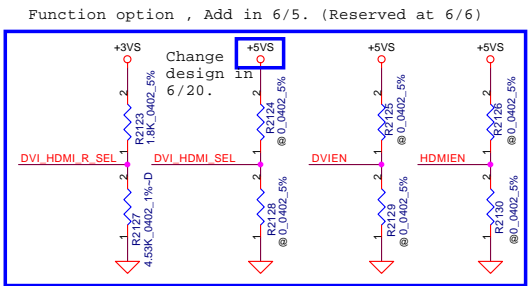 Function option , Add in 6/5. (Reserved at 6/6)
+3VS
+5VS
+5VS
+5VS
Change
design in
6/20.
2
R2123
1.8K_0402_5%
1
2
R2124
@ 0_0402_5%
1
2
R2125
@ 0_0402_5%
1
2
R2126
@ 0_0402_5%
1
DVI_HDMI_R_SEL
DVI_HDMI_SEL
DVIEN
HDMIEN
2
R2127
4.53K_0402_1%~D
1
2
R2128
@ 0_0402_5%
1
2
R2129
@ 0_0402_5%
1
2
R2130
@ 0_0402_5%
1